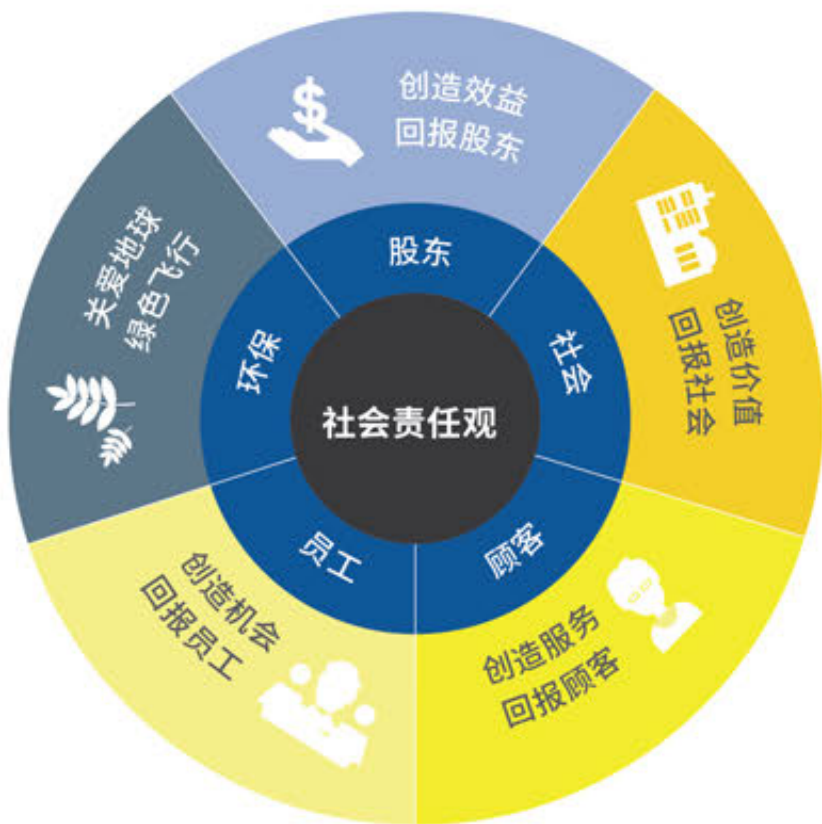 创造效益
回报股东
股东
创造价值
回报社会
社会
创造服务
回报顾客
顾客
创造机会
回报员工
员工
关爱地球
绿色飞行
环保
社会责任观